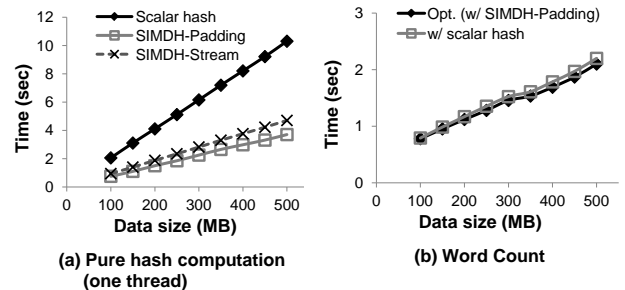 12
10
8
6
4
2
0
Time (sec)
Scalar hash
SIMDH-Padding
SIMDH-Stream
0 100 200 300 400 500
Data size (MB)
(a) Pure hash computation
(one thread)
3
2
1
0
Time (sec)
Opt. (w/ SIMDH-Padding)
w/ scalar hash
0 100 200 300 400 500
Data size (MB)
(b) Word Count